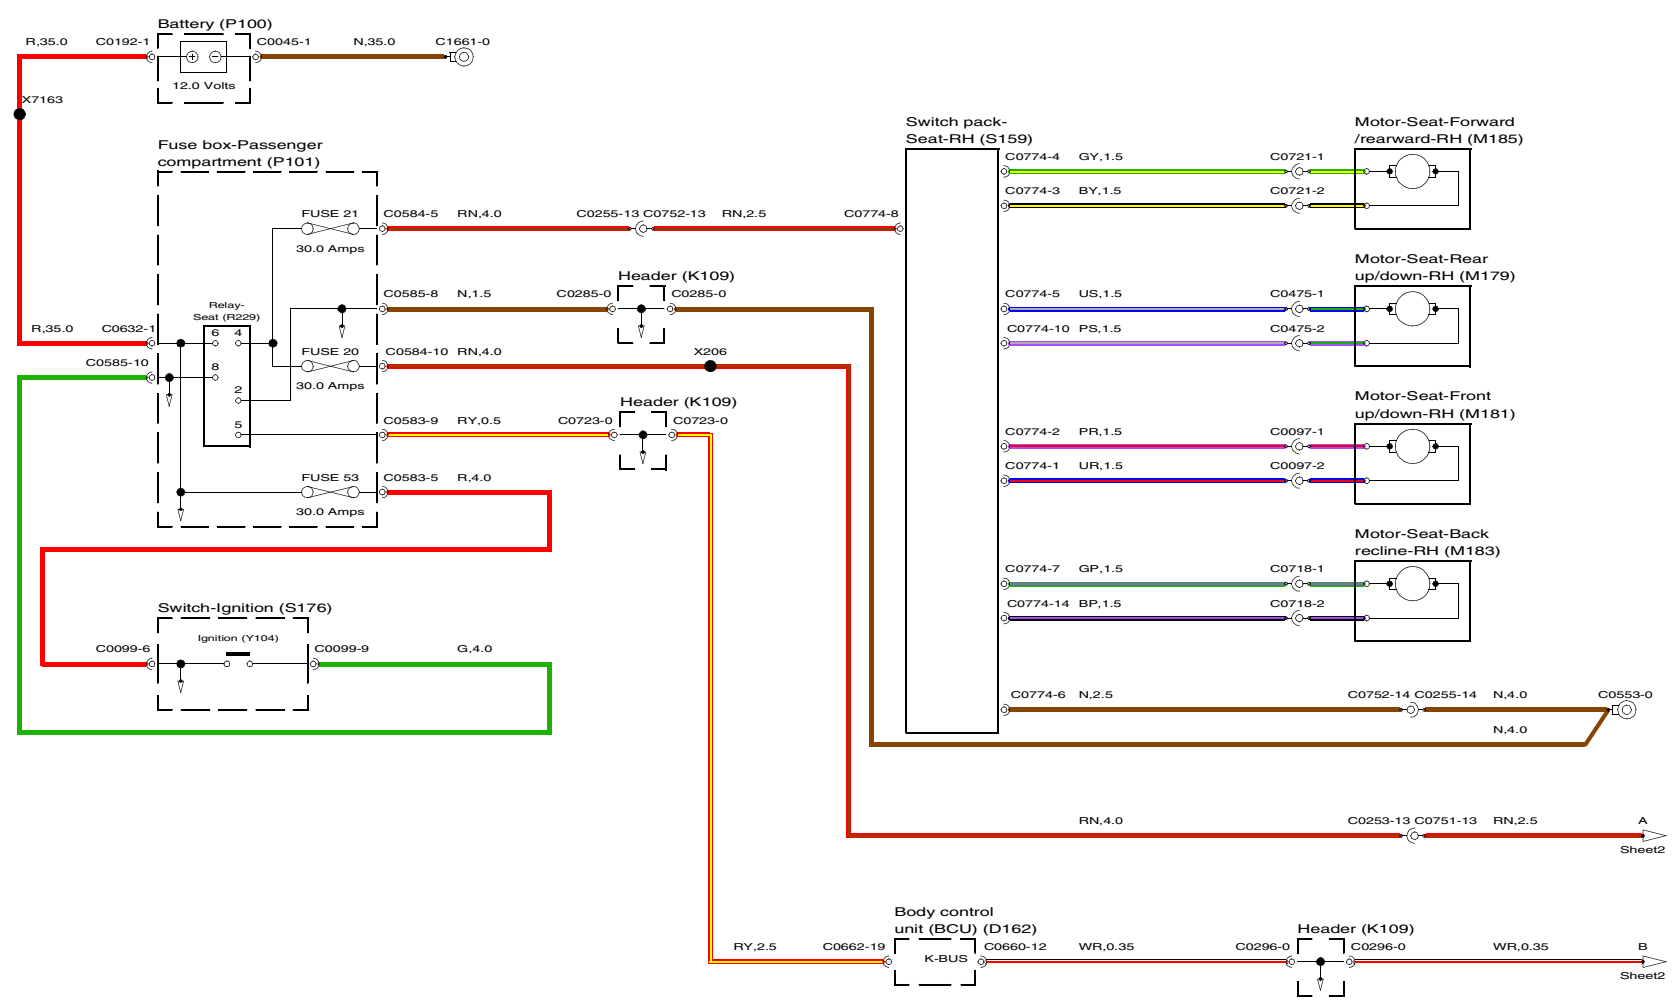 Battery (P100)
R,35.0 C0192-1 C0045-1 N,35.0 C1661-0
12.0 Volts
X7163
Fuse box-Passenger
compartment (P101)
FUSE 21 C0584-5 RN,4.0 C0255-13 C0752-13 RN,2.5 C0774-8
30.0 Amps
Header (K109)
C0585-8 N,1.5 C0285-0 C0285-0
Relay-
Seat (R229)
R,35.0 C0632-1 6 4
C0585-10 8
FUSE 20 C0584-10 RN,4.0 X206
30.0 Amps
2
Header (K109)
5 C0583-9 RY,0.5 C0723-0 C0723-0
FUSE 53 C0583-5 R,4.0
30.0 Amps
Switch-Ignition (S176)
Ignition (Y104)
C0099-6 C0099-9 G,4.0
Switch pack-
Seat-RH (S159)
Motor-Seat-Forward
/rearward-RH (M185)
C0774-4 GY,1.5 C0721-1
C0774-3 BY,1.5 C0721-2
Motor-Seat-Rear
up/down-RH (M179)
C0774-5 US,1.5 C0475-1
C0774-10 PS,1.5 C0475-2
Motor-Seat-Front
up/down-RH (M181)
C0774-2 PR,1.5 C0097-1
C0774-1 UR,1.5 C0097-2
Motor-Seat-Back
recline-RH (M183)
C0774-7 GP,1.5 C0718-1
C0774-14 BP,1.5 C0718-2
C0774-6 N,2.5 C0752-14 C0255-14 N,4.0 C0553-0
N,4.0
RN,4.0 C0253-13 C0751-13 RN,2.5 A
Sheet2
Body control
unit (BCU) (D162)
Header (K109)
RY,2.5 C0662-19 K-BUS C0660-12 WR,0.35 C0296-0 C0296-0 WR,0.35 B
Sheet2